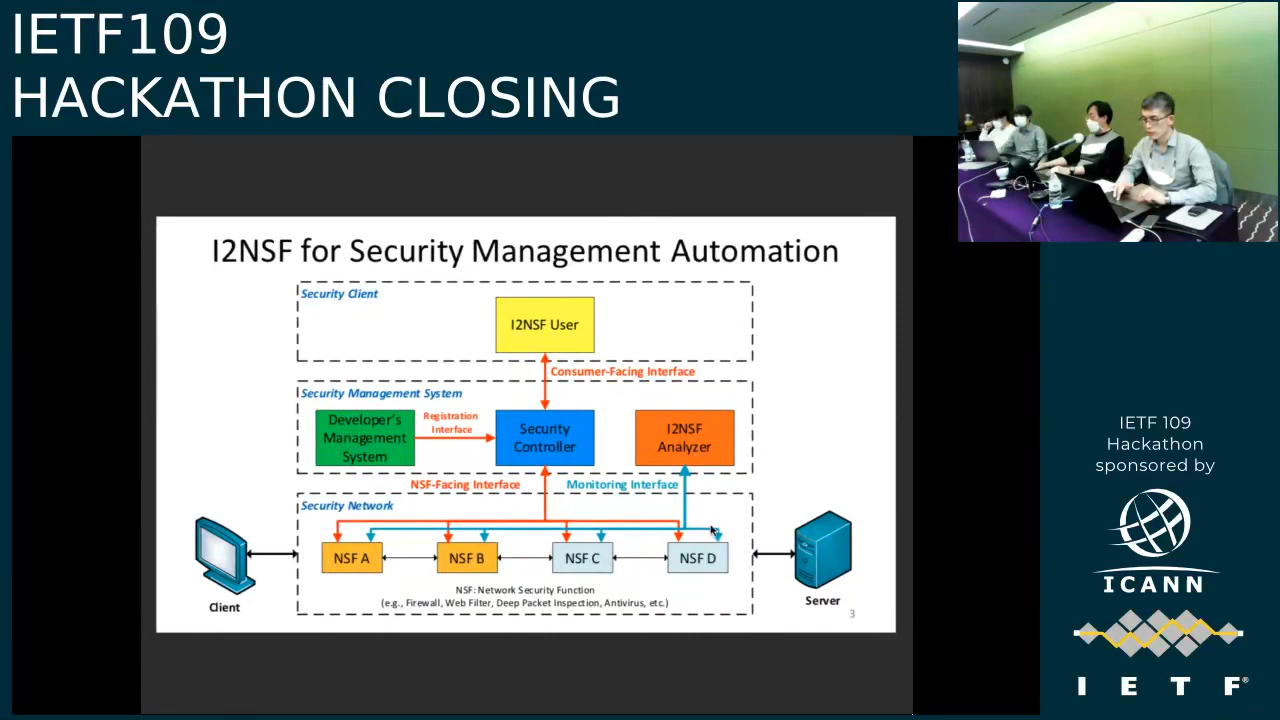 IETF109
HACKATHON CLOSING
I2NSF for Security Management Automation
Security Client
I2NSF User
Consumer-Facing Interface
Security Management System
Developer's
Management
System
Registration
Interface
Security
Controller
I2NSF
Analyzer
NSF-Facing Interface
Monitoring Interface
Security Network
NSF A
NSF B
NSF C
NSF D
Client
Server
NSF: Network Security Function
(e.g., Firewall, Web Filter, Deep Packet Inspection, Antivirus, etc.)
3
IETF 109
Hackathon
sponsored by
ICANN
IETF®